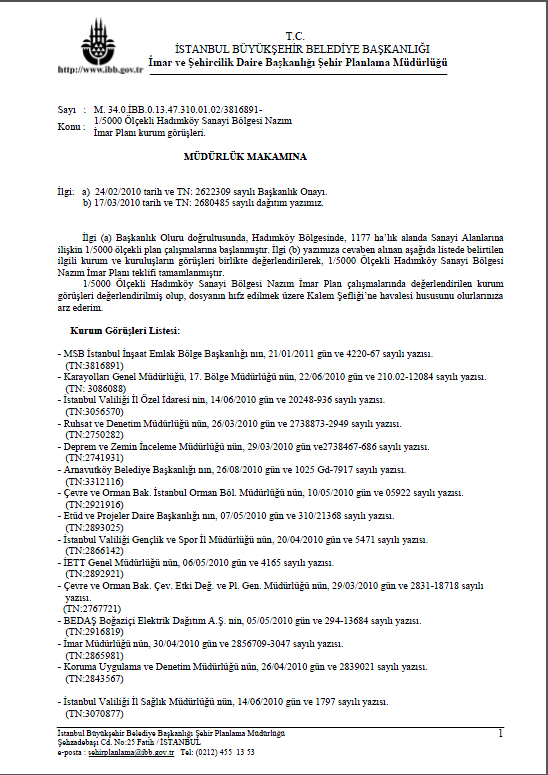 T.C.
İSTANBUL BÜYÜKŞEHİR BELEDİYE BAŞKANLIĞI
İmar ve Şehircilik Daire Başkanlığı Şehir Planlama Müdürlüğü
http://www.ibb.gov.tr
Sayı : M. 34.0.İBB.0.13.47.310.01.02/3816891-
Konu : 1/5000 Ölçekli Hadımköy Sanayi Bölgesi Nazım
İmar Planı kurum görüşleri.
MÜDÜRLÜK MAKAMINA
İlgi: a) 24/02/2010 tarih ve TN: 2622309 sayılı Başkanlık Onayı.
b) 17/03/2010 tarih ve TN: 2680485 sayılı dağıtım yazımız.
İlgi (a) Başkanlık Oluru doğrultusunda, Hadımköy Bölgesinde, 1177 ha’lık alanda Sanayi Alanlarına
ilişkin 1/5000 ölçekli plan çalışmalarına başlanmıştır. İlgi (b) yazımıza cevaben alınan aşağıda listede belirtilen
ilgili kurum ve kuruluşların görüşleri birlikte değerlendirilerek, 1/5000 Ölçekli Hadımköy Sanayi Bölgesi
Nazım İmar Planı teklifi tamamlanmıştır.
1/5000 Ölçekli Hadımköy Sanayi Bölgesi Nazım İmar Plan çalışmalarında değerlendirilen kurum
görüşleri değerlendirilmiş olup, dosyanın hıfz edilmek üzere Kalem Şefliği’ne havalesi hususunu olurlarınıza
arz ederim.
Kurum Görüşleri Listesi:
- MSB İstanbul İnşaat Emlak Bölge Başkanlığı nın, 21/01/2011 gün ve 4220-67 sayılı yazısı.
(TN:3816891)
- Karayolları Genel Müdürlüğü, 17. Bölge Müdürlüğü nün, 22/06/2010 gün ve 210.02-12084 sayılı yazısı.
(TN: 3086088)
- İstanbul Valiliği İl Özel İdaresi nin, 14/06/2010 gün ve 20248-936 sayılı yazısı.
(TN:3056570)
- Ruhsat ve Denetim Müdürlüğü nün, 26/03/2010 gün ve 2738873-2949 sayılı yazısı.
(TN:2750282)
- Deprem ve Zemin İnceleme Müdürlüğü nün, 29/03/2010 gün ve2738467-686 sayılı yazısı.
(TN:2741931)
- Arnavutköy Belediye Başkanlığı nın, 26/08/2010 gün ve 1025 Gd-7917 sayılı yazısı.
(TN:3312116)
- Çevre ve Orman Bak. İstanbul Orman Böl. Müdürlüğü nün, 10/05/2010 gün ve 05922 sayılı yazısı.
(TN:2921916)
- Etüd ve Projeler Daire Başkanlığı nın, 07/05/2010 gün ve 310/21368 sayılı yazısı.
(TN:2893025)
- İstanbul Valiliği Gençlik ve Spor İl Müdürlüğü nün, 20/04/2010 gün ve 5471 sayılı yazısı.
(TN:2866142)
- İETT Genel Müdürlüğü nün, 06/05/2010 gün ve 4165 sayılı yazısı.
(TN:2892921)
- Çevre ve Orman Bak. Çev. Etki Değ. ve Pl. Gen. Müdürlüğü nün, 29/03/2010 gün ve 2831-18718 sayılı
yazısı.
(TN:2767721)
- BEDAŞ Boğaziçi Elektrik Dağıtım A.Ş. nin, 05/05/2010 gün ve 294-13684 sayılı yazısı.
(TN:2916819)
- İmar Müdürlüğü nün, 30/04/2010 gün ve 2856709-3047 sayılı yazısı.
(TN:2865981)
- Koruma Uygulama ve Denetim Müdürlüğü nün, 26/04/2010 gün ve 2839021 sayılı yazısı.
(TN:2843567)
- İstanbul Valiliği İl Sağlık Müdürlüğü nün, 14/06/2010 gün ve 1797 sayılı yazısı.
(TN:3070877)
İstanbul Büyükşehir Belediye Başkanlığı Şehir Planlama Müdürlüğü 1
Şehzadebaşı Cd. No:25 Fatih / İSTANBUL
e-posta : sehirplanlama@ibb.gov.tr Tel: (0212) 455 13 53